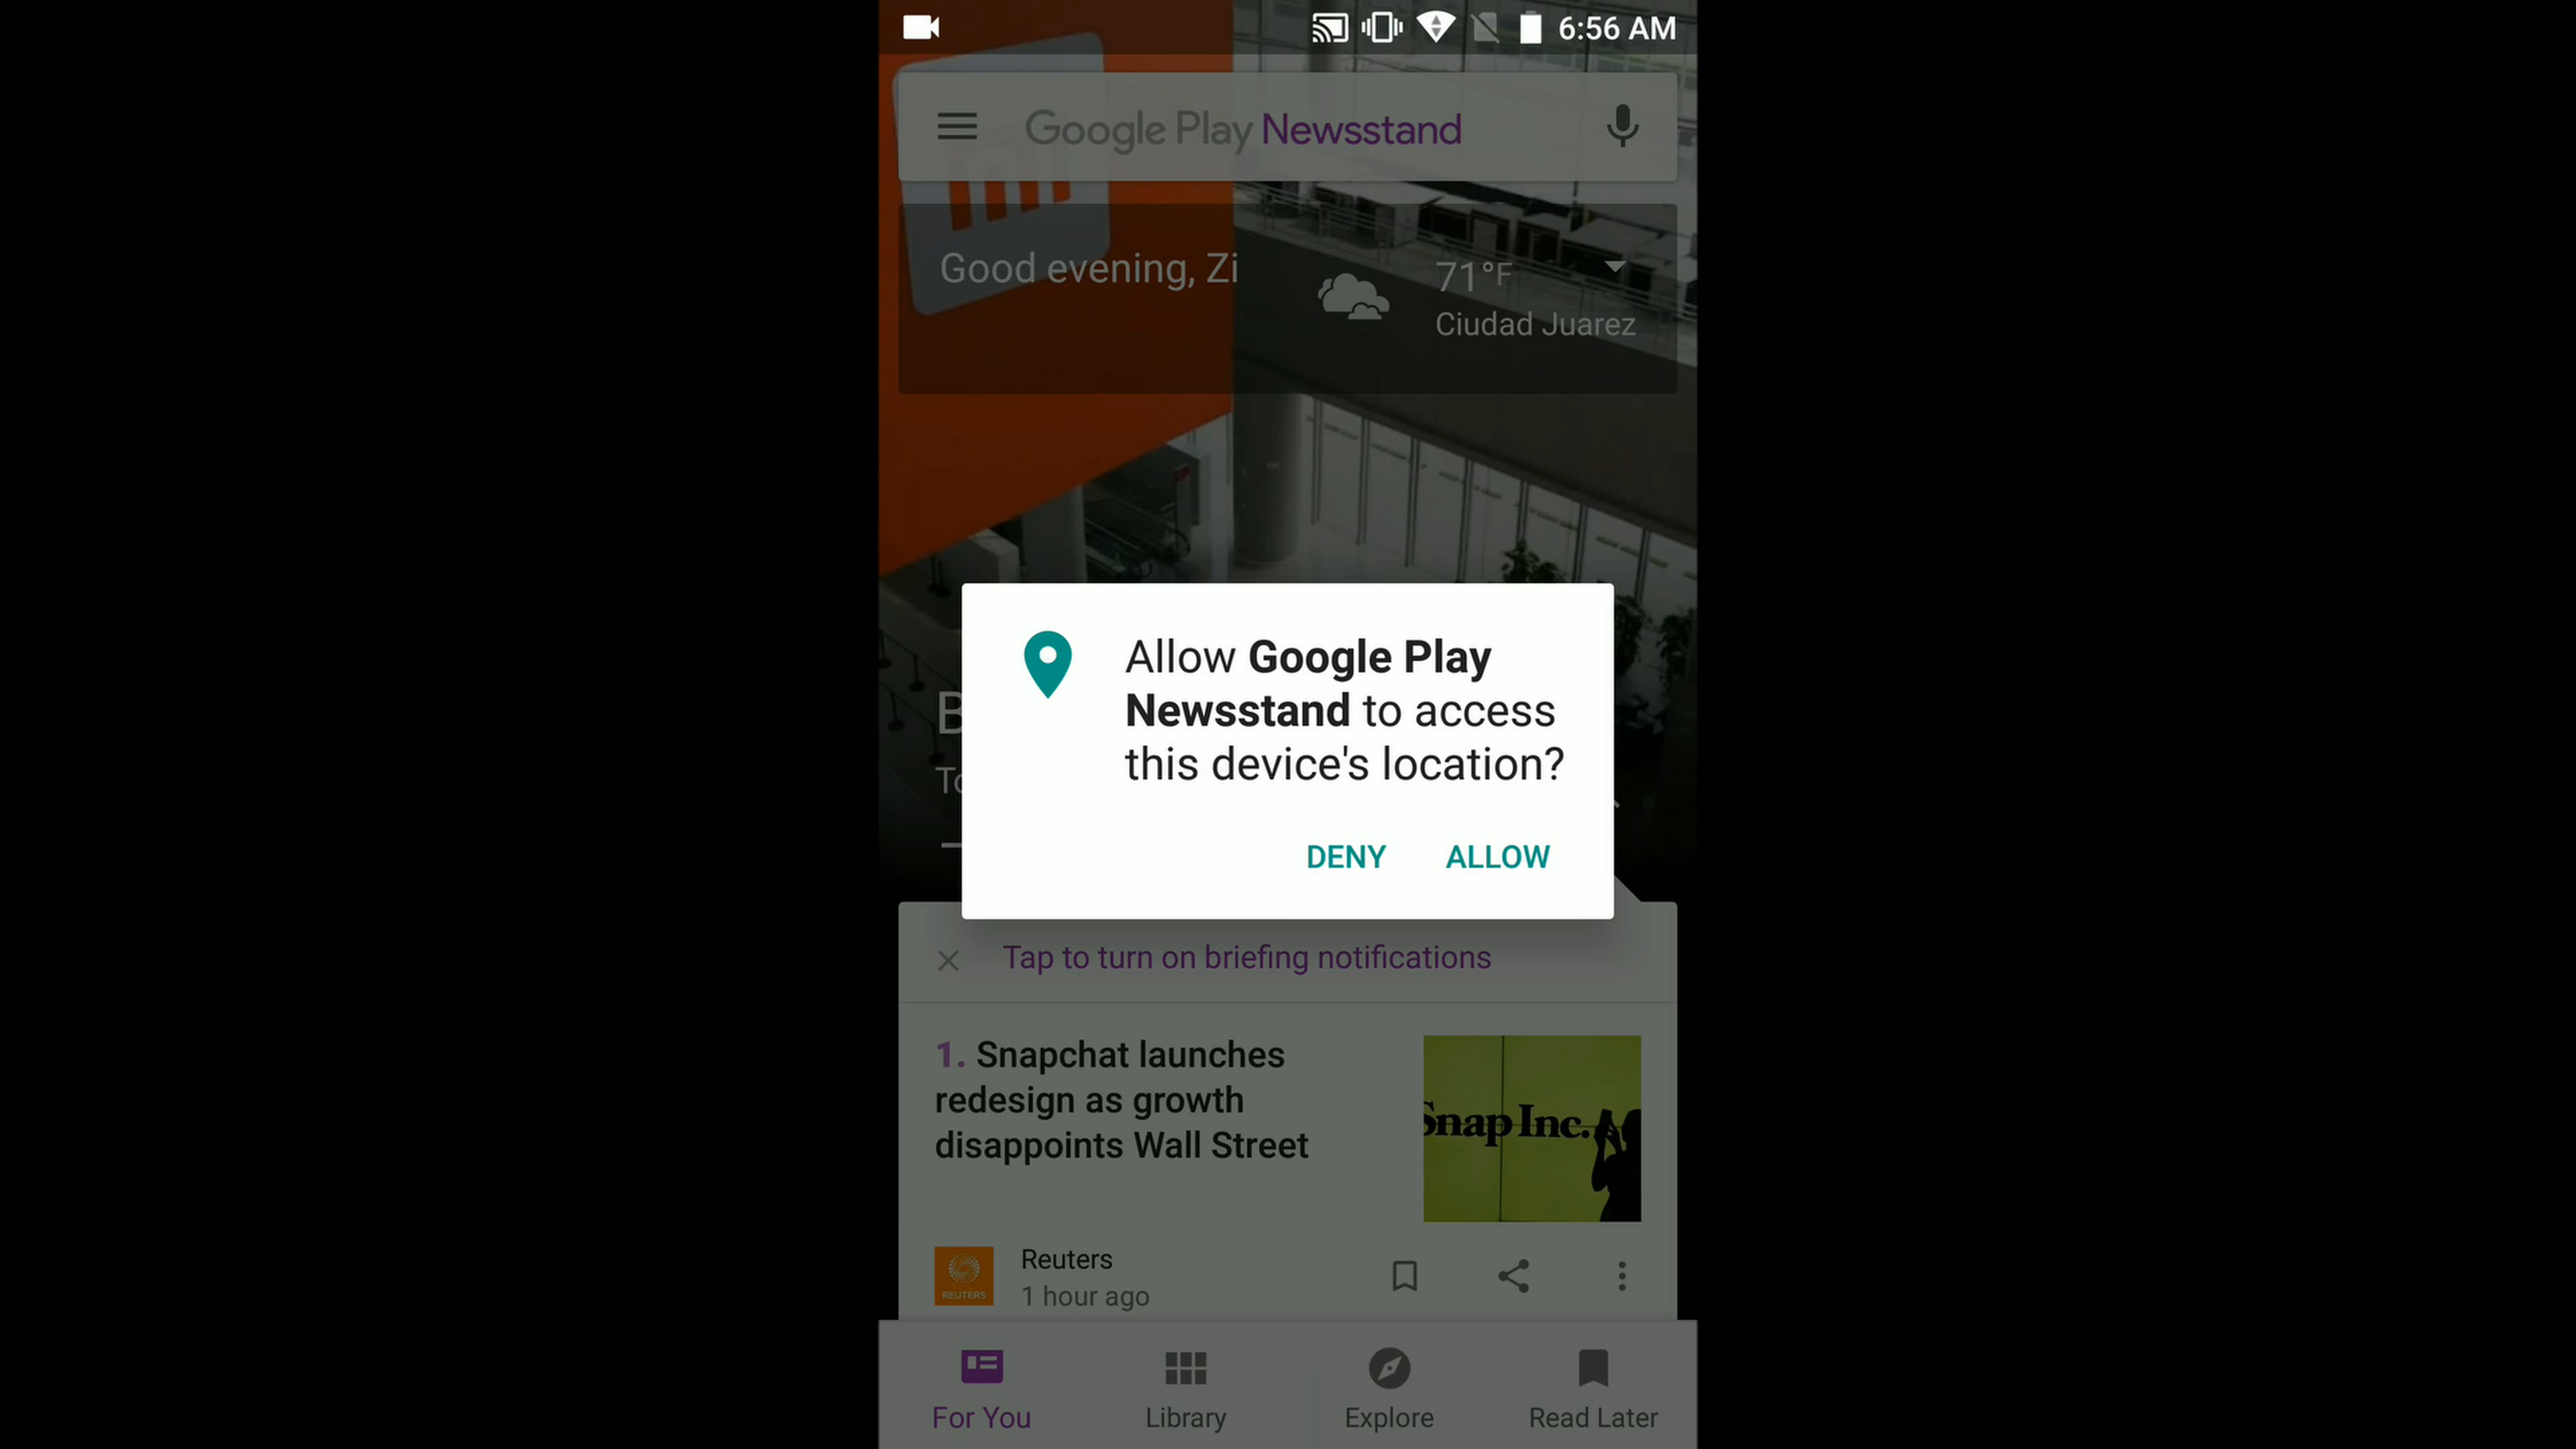 6:56 AM
Google Play Newsstand
Good evening, Zi
71°F
Ciudad Juarez
Allow Google Play
Newsstand to access
this device's location?
DENY ALLOW
Tap to turn on briefing notifications
1. Snapchat launches
redesign as growth
disappoints Wall Street
Snap Inc.
REUTERS
Reuters
1 hour ago
For You
Library
Explore
Read Later